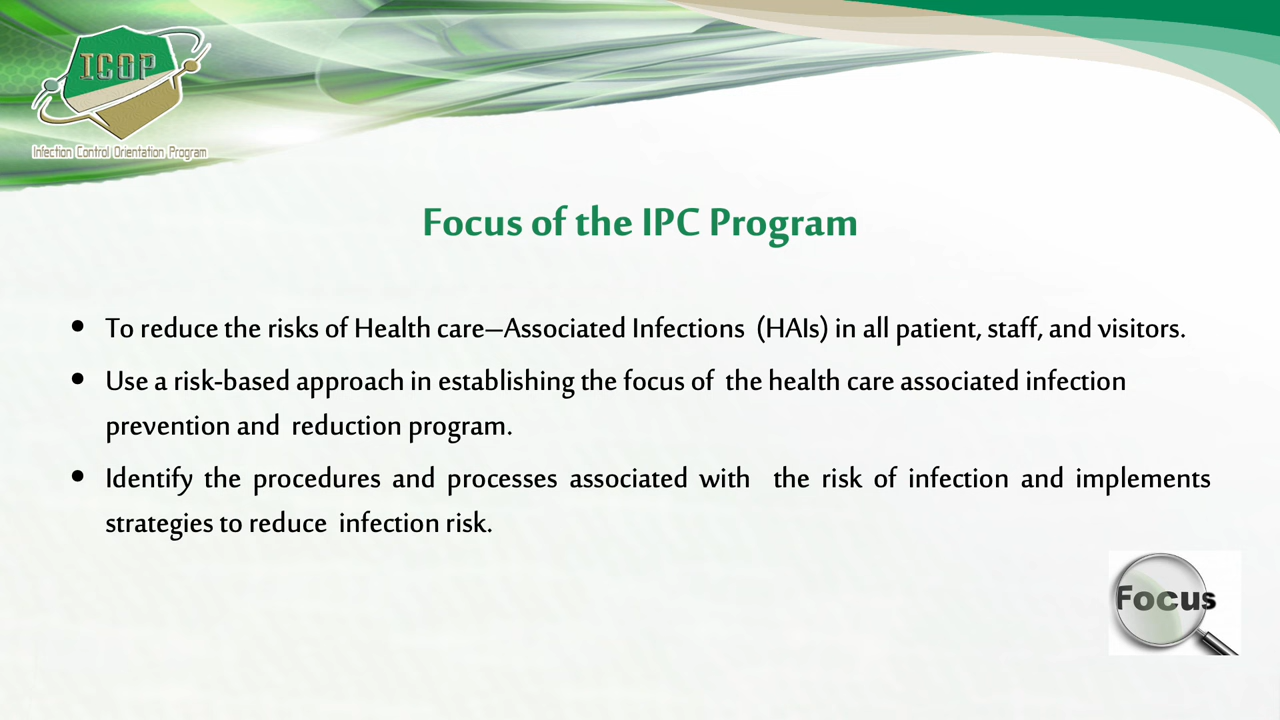 ICOP
Infection Control Orientation Program
Focus of the IPC Program
• To reduce the risks of Health care–Associated Infections (HAIs) in all patient, staff, and visitors.
• Use a risk-based approach in establishing the focus of the health care associated infection
prevention and reduction program.
• Identify the procedures and processes associated with the risk of infection and implements
strategies to reduce infection risk.
Focus